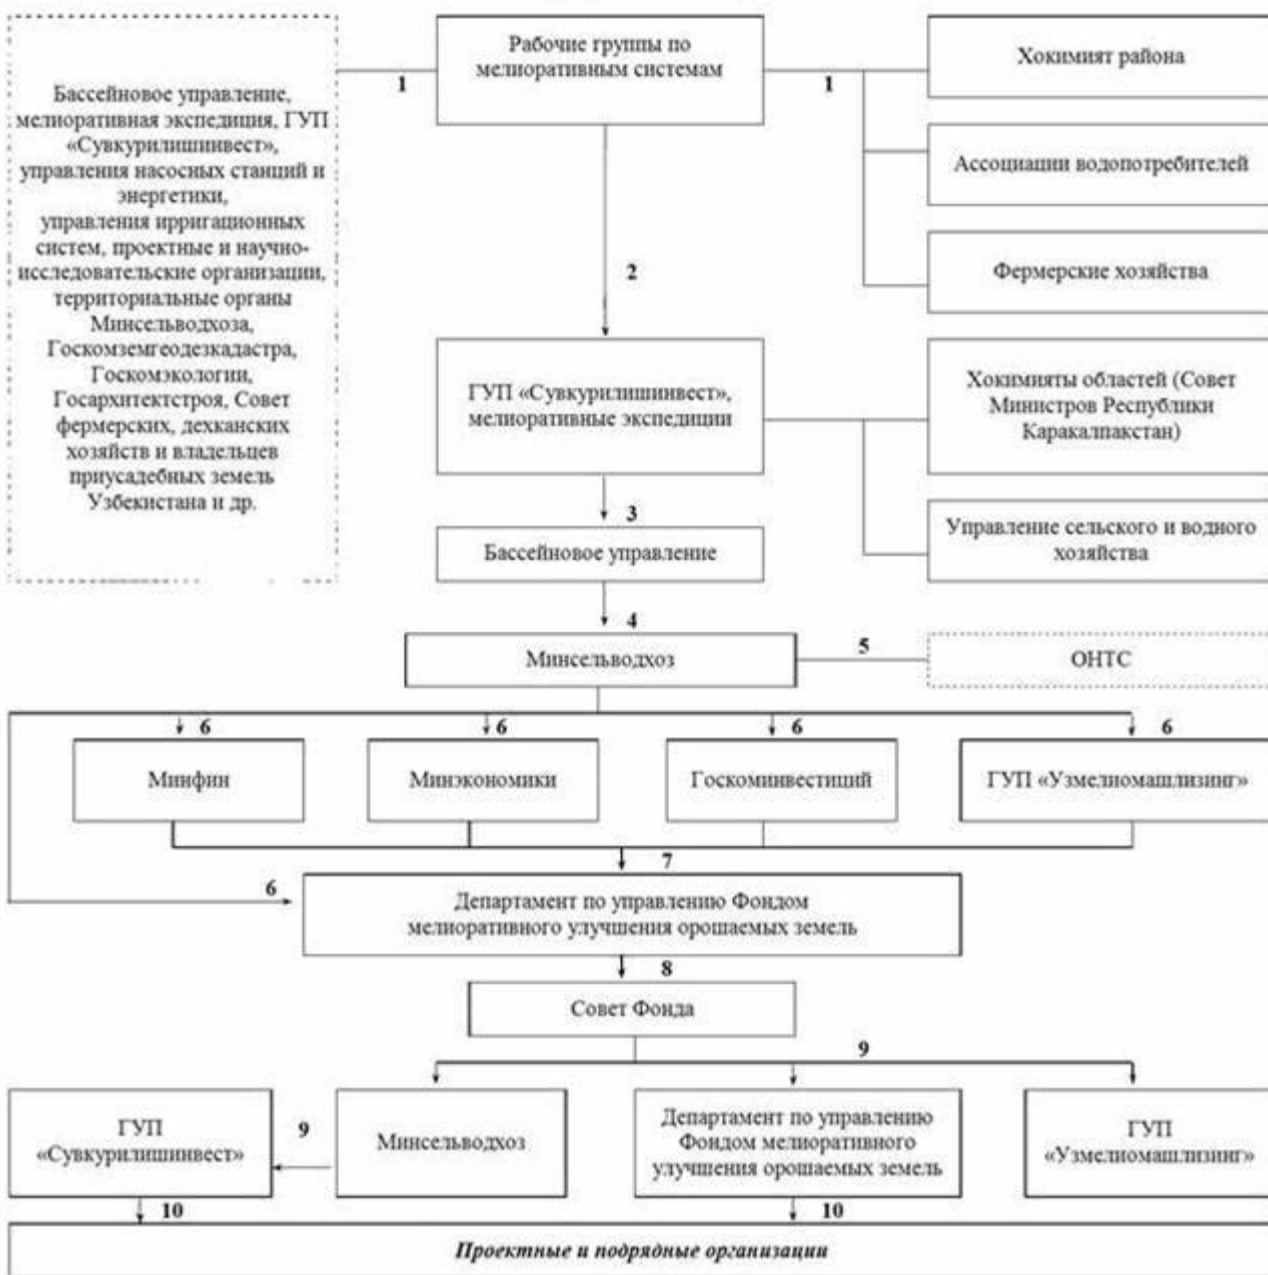 Бассейновое управление,
мелиоративная экспедиция, ГУП
«Сувкурилишинвест»,
управления насосных станций и
энергетики,
управления ирригационных
систем, проектные и научно-
исследовательские организации,
территориальные органы
Минсельводхоза,
Госкомземгеодезкадастра,
Госкомэкологии,
Госархитектстроя, Совет
фермерских, дехканских
хозяйств и владельцев
приусадебных земель
Узбекистана и др.
1
Рабочие группы по
мелиоративным системам
1
Хокимият района
Ассоциации водопотребителей
Фермерские хозяйства
2
ГУП «Сувкурилишинвест»,
мелиоративные экспедиции
Хокимияты областей (Совет
Министров Республики
Каракалпакстан)
Управление сельского и водного
хозяйства
3
Бассейновое управление
4
Минсельводхоз
5
ОНТС
6
6
6
6
Минфин
Минэкономики
Госкоминвестиций
ГУП «Узмелиомашлизинг»
7
6
Департамент по управлению Фондом
мелиоративного улучшения орошаемых земель
8
Совет Фонда
9
ГУП
«Сувкурилишинвест»
9
Минсельводхоз
Департамент по управлению
Фондом мелиоративного
улучшения орошаемых земель
ГУП
«Узмелиомашлизинг»
10
10
Проектные и подрядные организации